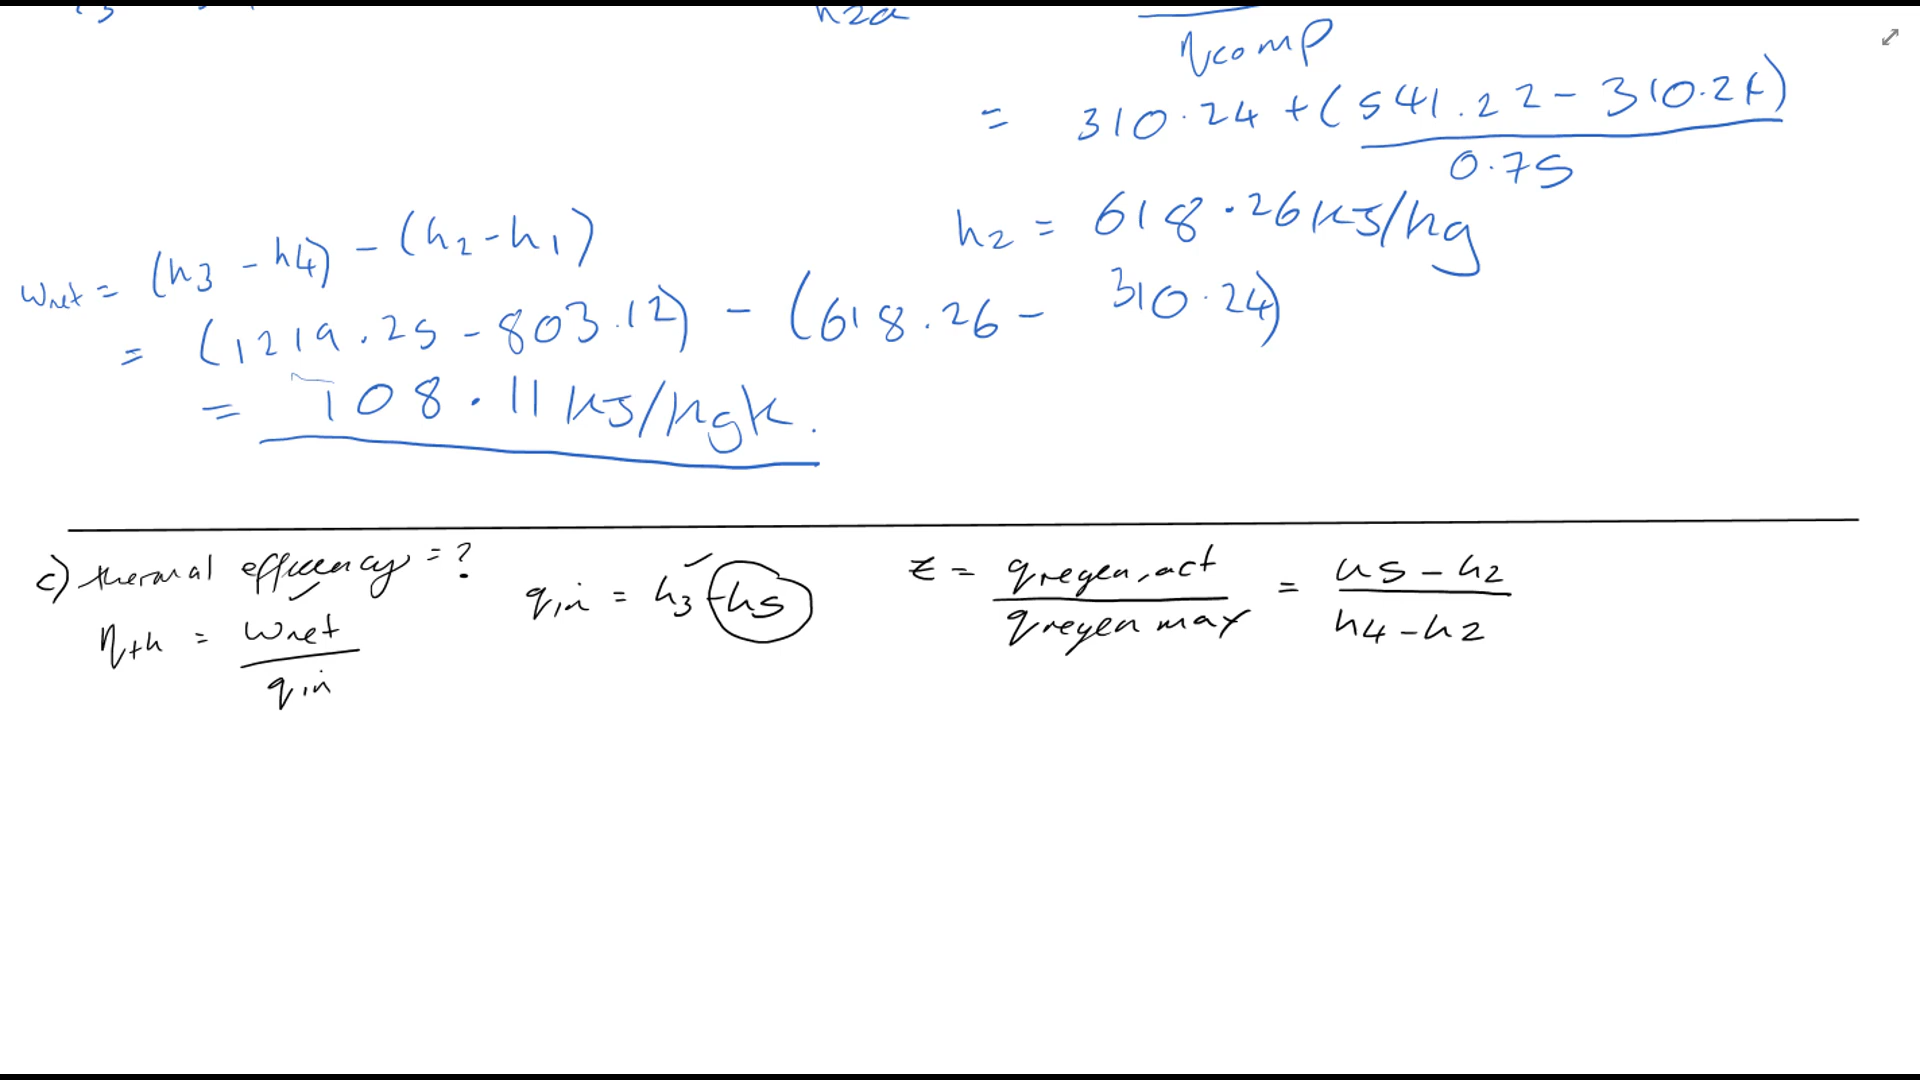 h2a
ηcomp
= 310.24 + (541.22 - 310.24)
0.75
h2 = 618.26 kJ/kg
Wnet = (h3 - h4) - (h2 - h1)
= (1219.25 - 803.12) - (618.26 - 310.24)
= 108.11 kJ/kgk.
c) thermal efficency = ?
ηth = wnet
qin
qin = h3 - h5
ε = qregen,act = h5 - h2
qregen max h4 - h2